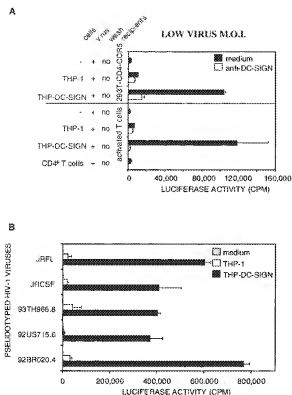 A
cells
virus
wash
recipients
LOW VIRUS M.O.I.
- + no
THP-1 + no
THP-DC-SIGN + no
293T-CD4-CCR5
- + no
THP-1 + no
THP-DC-SIGN + no
CD4+ T cells + no
activated T cells
medium
anti-DC-SIGN
0 40,000 80,000 120,000 160,000
LUCIFERASE ACTIVITY (CPM)
B
PSEUDOTYPED HIV-1 VIRUSES
JRFL
JRCSF
93TH966.8
92US715.6
92BR020.4
medium
THP-1
THP-DC-SIGN
0 200,000 400,000 600,000 800,000
LUCIFERASE ACTIVITY (CPM)